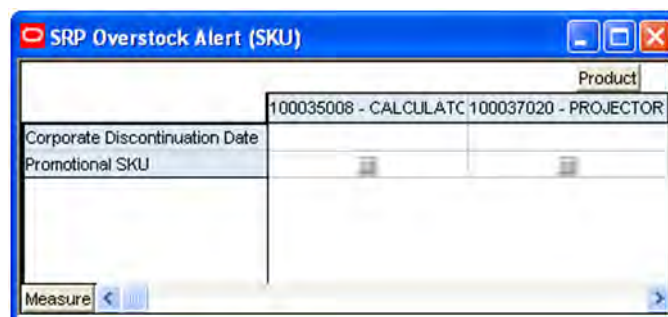 SRP Overstock Alert (SKU)
Product
100035008 - CALCULATC 100037020 - PROJECTOR
Corporate Discontinuation Date
Promotional SKU
Measure